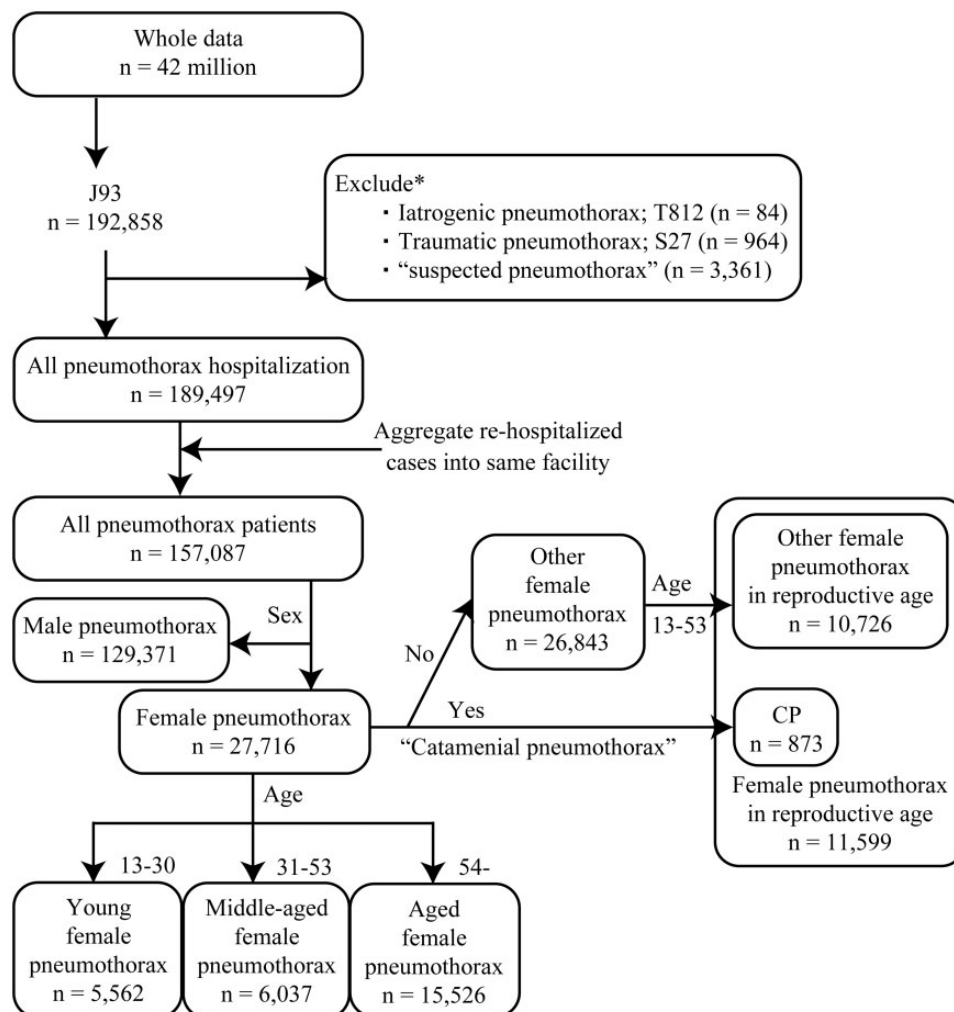 Whole data
n = 42 million
J93
n = 192,858
Exclude*
・Iatrogenic pneumothorax; T812 (n = 84)
・Traumatic pneumothorax; S27 (n = 964)
・“suspected pneumothorax” (n = 3,361)
All pneumothorax hospitalization
n = 189,497
Aggregate re-hospitalized
cases into same facility
All pneumothorax patients
n = 157,087
Sex
Male pneumothorax
n = 129,371
Female pneumothorax
n = 27,716
No
Other
female
pneumothorax
n = 26,843
Age
13-53
Other female
pneumothorax
in reproductive age
n = 10,726
Yes
“Catamenial pneumothorax”
CP
n = 873
Female pneumothorax
in reproductive age
n = 11,599
Age
13-30
Young
female
pneumothorax
n = 5,562
31-53
Middle-aged
female
pneumothorax
n = 6,037
54-
Aged
female
pneumothorax
n = 15,526